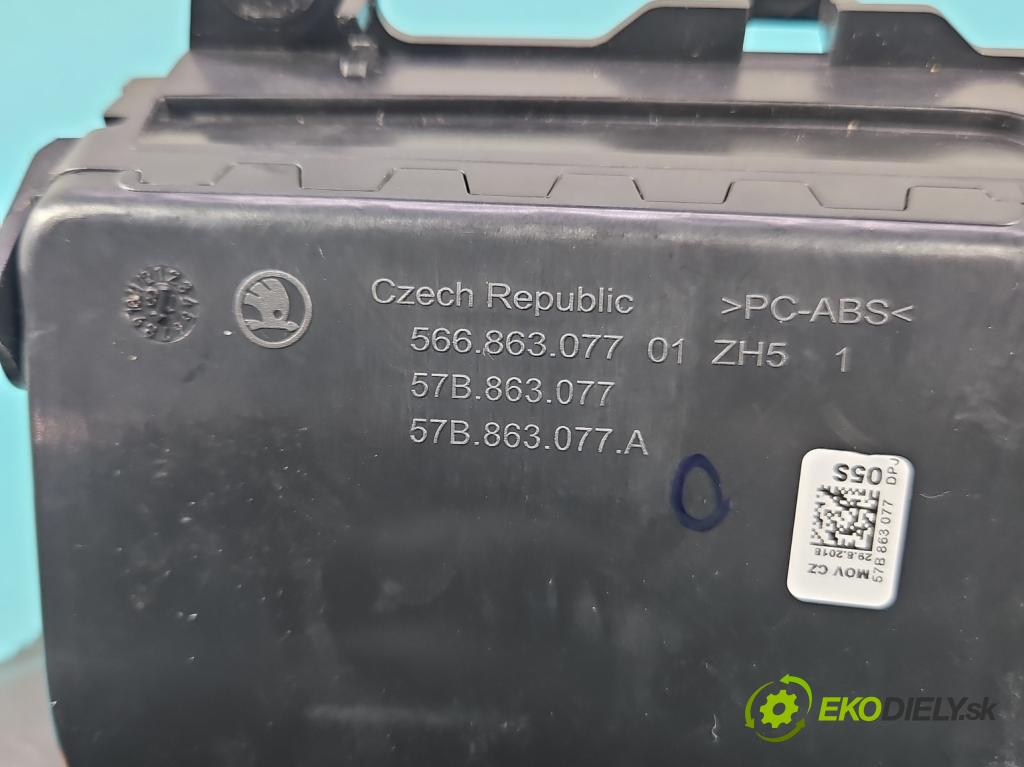 Czech Republic >PC-ABS<
566.863.077 01 ZH5 1
57B.863.077
57B.863.077.A
05S
DPJ
57B 863 077
29.8.2018
MOV CZ
EKODIELY.sk